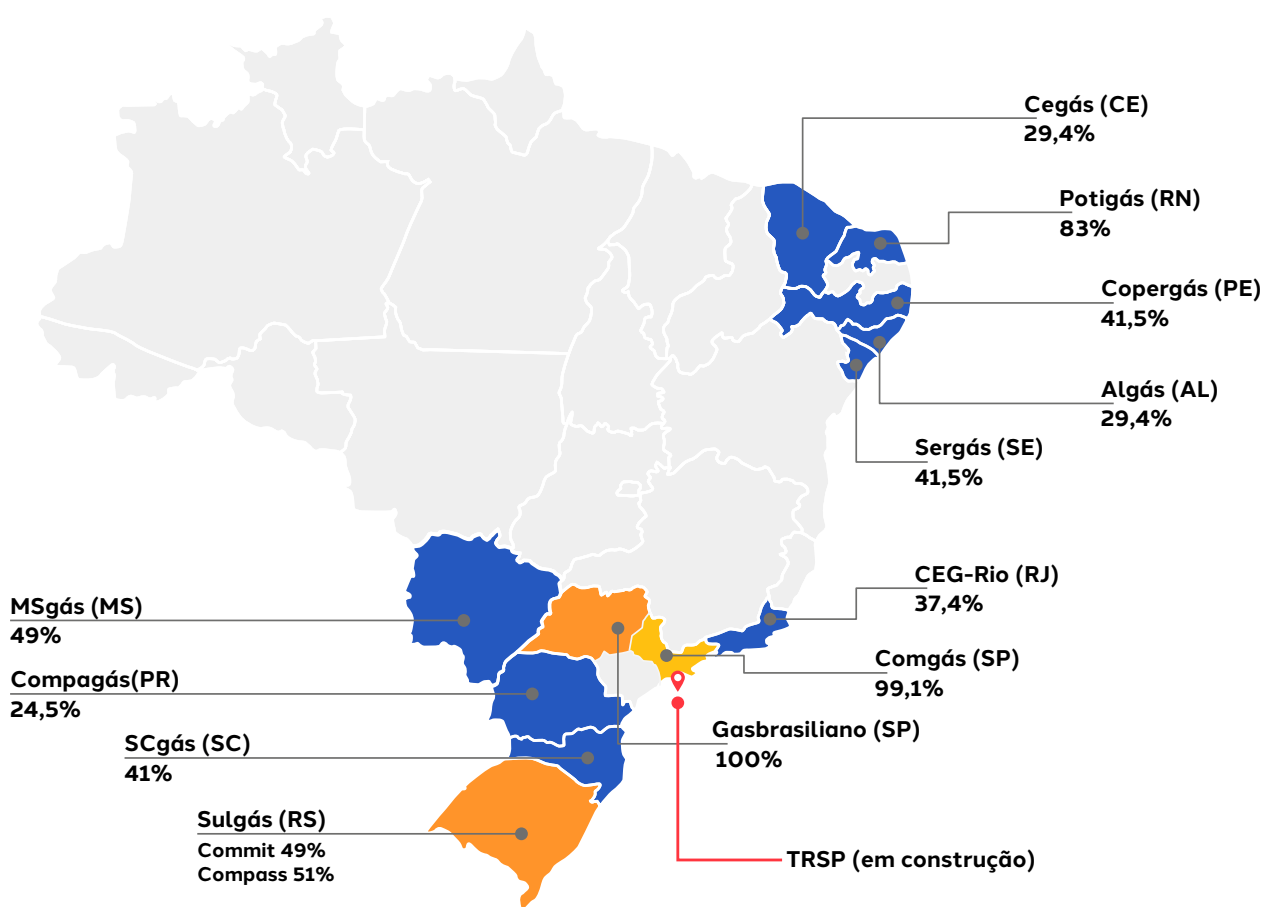 Cegás (CE)
29,4%
Potigás (RN)
83%
Copergás (PE)
41,5%
Algás (AL)
29,4%
Sergás (SE)
41,5%
CEG-Rio (RJ)
37,4%
MSgás (MS)
49%
Comgás (SP)
99,1%
Compagás(PR)
24,5%
Gasbrasiliano (SP)
100%
SCgás (SC)
41%
Sulgás (RS)
Commit 49%
Compass 51%
TRSP (em construção)